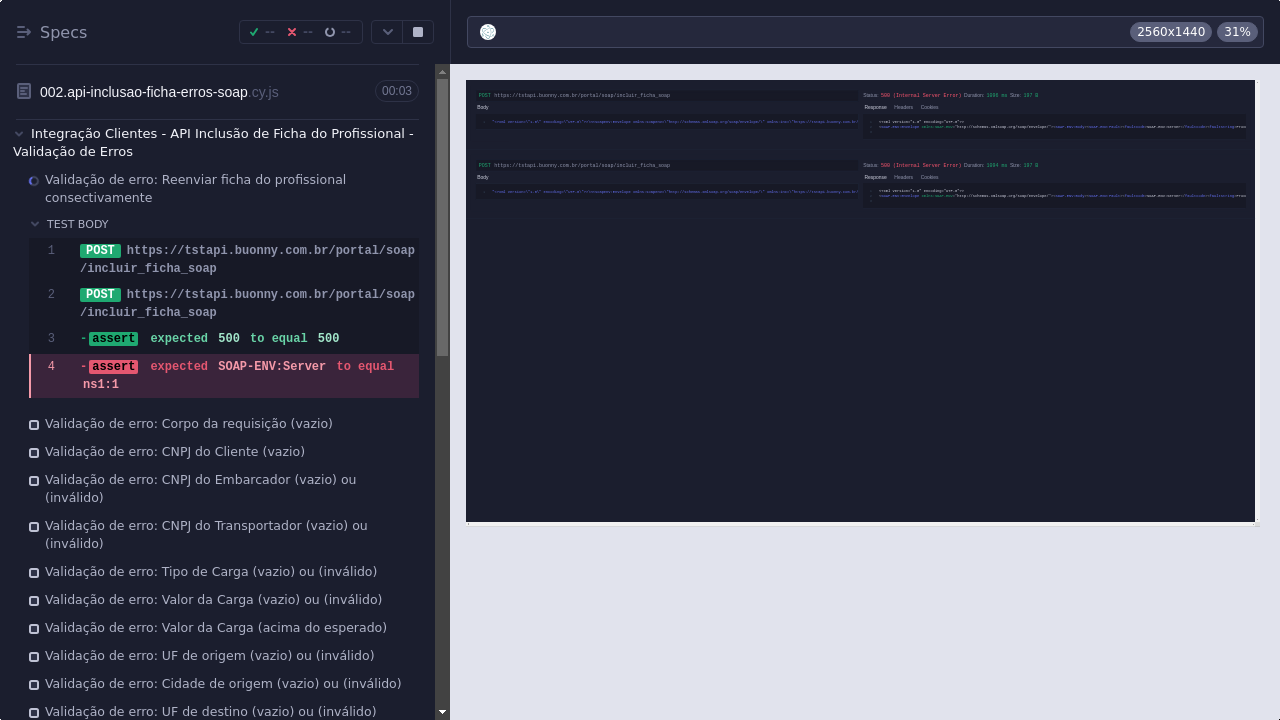 Specs
--
--
--
2560x1440
31%
002.api-inclusao-ficha-erros-soap.cy.js
00:03
Integração Clientes - API Inclusão de Ficha do Profissional -
Validação de Erros
Validação de erro: Reenviar ficha do profissional
consectivamente
TEST BODY
1 POST https://tstapi.buonny.com.br/portal/soap
/incluir_ficha_soap
2 POST https://tstapi.buonny.com.br/portal/soap
/incluir_ficha_soap
3 -assert expected 500 to equal 500
4 -assert expected SOAP-ENV:Server to equal
ns1:1
Validação de erro: Corpo da requisição (vazio)
Validação de erro: CNPJ do Cliente (vazio)
Validação de erro: CNPJ do Embarcador (vazio) ou
(inválido)
Validação de erro: CNPJ do Transportador (vazio) ou
(inválido)
Validação de erro: Tipo de Carga (vazio) ou (inválido)
Validação de erro: Valor da Carga (vazio) ou (inválido)
Validação de erro: Valor da Carga (acima do esperado)
Validação de erro: UF de origem (vazio) ou (inválido)
Validação de erro: Cidade de origem (vazio) ou (inválido)
Validação de erro: UF de destino (vazio) ou (inválido)
POST https://tstapi.buonny.com.br/portal/soap/incluir_ficha_soap
Body
Status: 500 (Internal Server Error) Duration: Size:
Response Headers Cookies
POST https://tstapi.buonny.com.br/portal/soap/incluir_ficha_soap
Body
Status: 500 (Internal Server Error) Duration: Size:
Response Headers Cookies